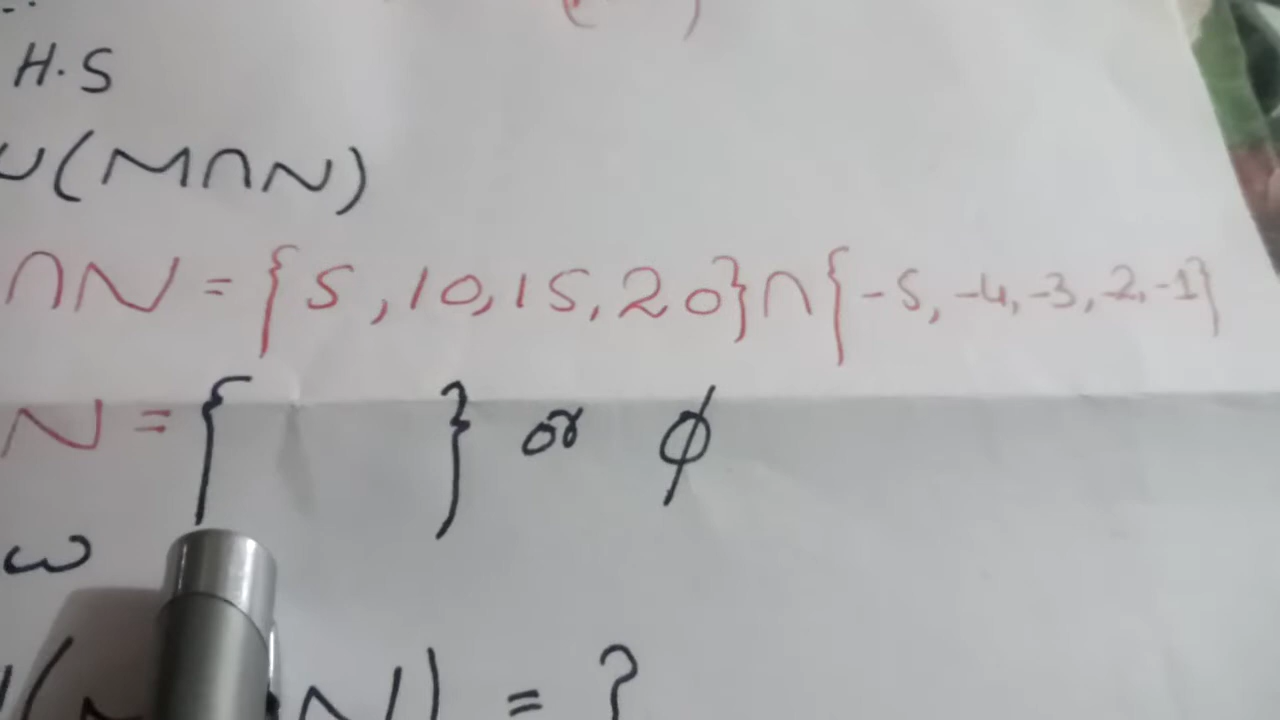 H.S
∪(M∩N)
∩N = {5, 10, 15, 20} ∩ {-5, -4, -3, 2, -1}
N = { } or ϕ
w
N) = ?